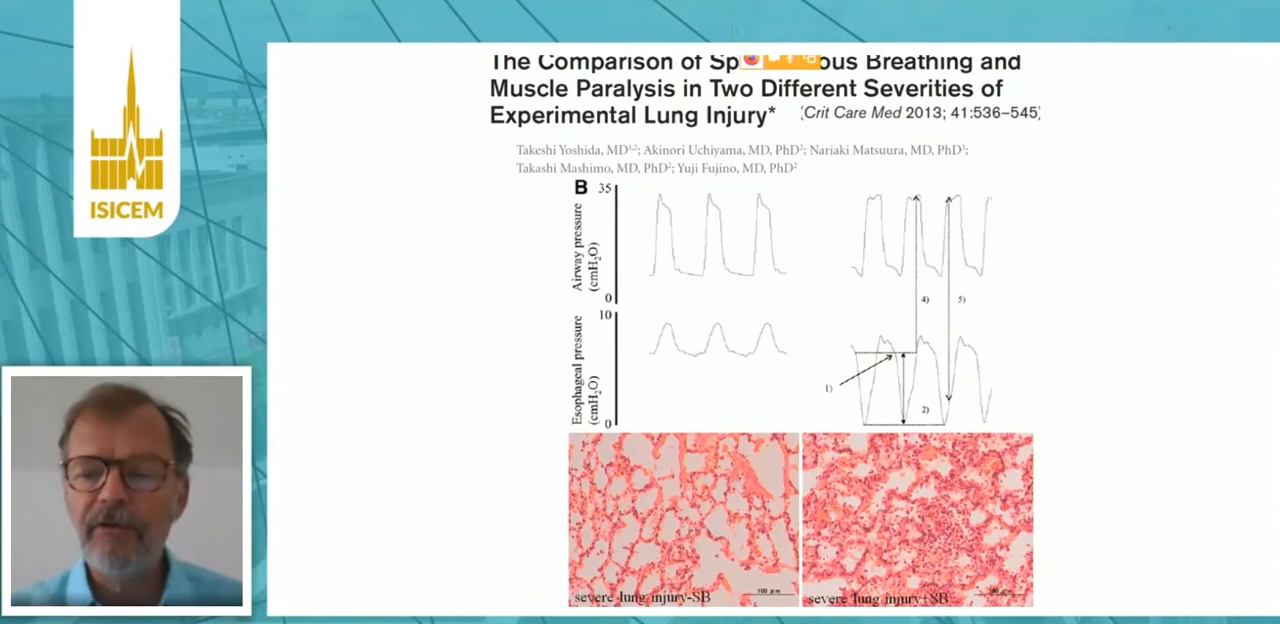 ISICEM
The Comparison of Sp ous Breathing and
Muscle Paralysis in Two Different Severities of
Experimental Lung Injury* (Crit Care Med 2013; 41:536–545)
Takeshi Yoshida, MD1,2; Akinori Uchiyama, MD, PhD2; Nariaki Matsuura, MD, PhD3;
Takashi Mashimo, MD, PhD2; Yuji Fujino, MD, PhD2
B
35
Airway pressure
(cmH2O)
0
4)
5)
10
Esophageal pressure
(cmH2O)
0
1)
2)
100 μm
severe lung injury-SB
severe lung injury+SB